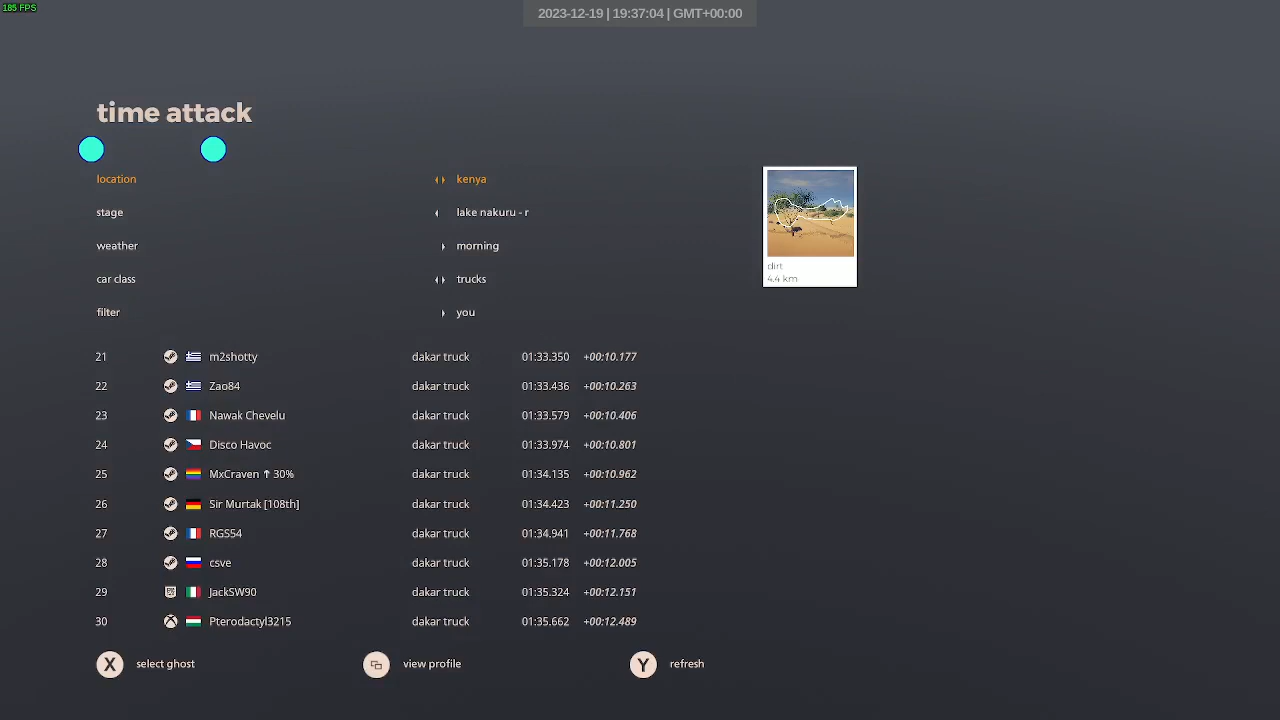 185 FPS
2023-12-19 | 19:37:04 | GMT+00:00
time attack
location kenya
stage lake nakuru - r
weather morning
car class trucks
filter you
dirt
4.4 km
21 m2shotty dakar truck 01:33.350 +00:10.177
22 Zao84 dakar truck 01:33.436 +00:10.263
23 Nawak Chevelu dakar truck 01:33.579 +00:10.406
24 Disco Havoc dakar truck 01:33.974 +00:10.801
25 MxCraven ↑ 30% dakar truck 01:34.135 +00:10.962
26 Sir Murtak [108th] dakar truck 01:34.423 +00:11.250
27 RGS54 dakar truck 01:34.941 +00:11.768
28 csve dakar truck 01:35.178 +00:12.005
29 JackSW90 dakar truck 01:35.324 +00:12.151
30 Pterodactyl3215 dakar truck 01:35.662 +00:12.489
X select ghost view profile Y refresh